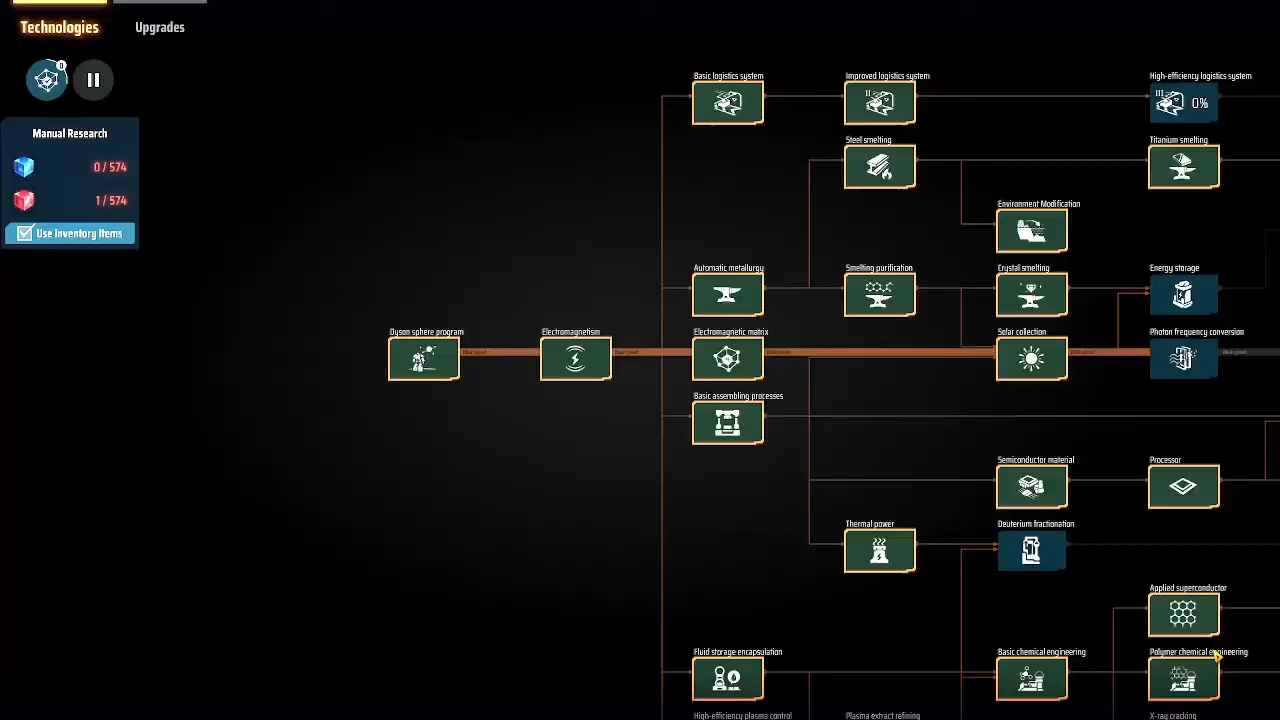 Technologies
Upgrades
0
Manual Research
0 / 574
1 / 574
Use Inventory Items
Basic logistics system
Improved logistics system
High-efficiency logistics system
0%
Steel smelting
Titanium smelting
Environment Modification
Automatic metallurgy
Smelting purification
Crystal smelting
Energy storage
Dyson sphere program
Electromagnetism
Electromagnetic matrix
Solar collection
Photon frequency conversion
Basic assembling processes
Semiconductor material
Processor
Thermal power
Deuterium fractionation
Applied superconductor
Fluid storage encapsulation
Basic chemical engineering
Polymer chemical engineering
High-efficiency plasma control
Plasma extract refining
X-ray cracking